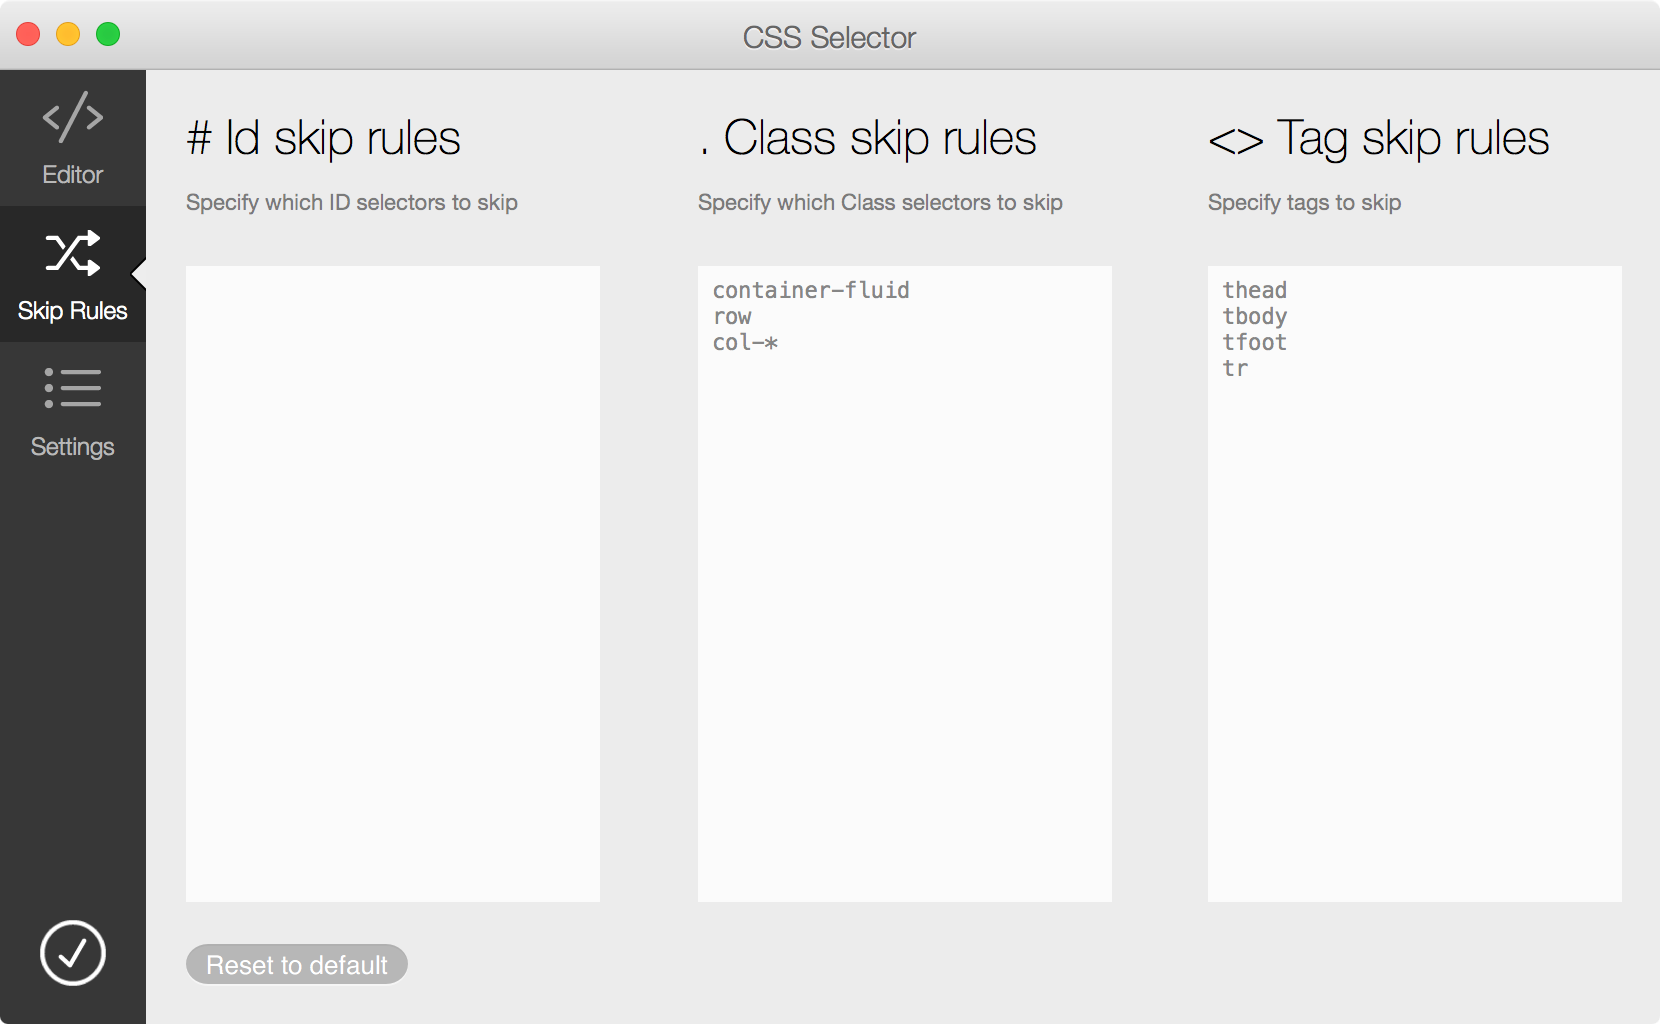 CSS Selector
Editor
Skip Rules
Settings
# Id skip rules
Specify which ID selectors to skip
. Class skip rules
Specify which Class selectors to skip
container-fluid
row
col-*
<> Tag skip rules
Specify tags to skip
thead
tbody
tfoot
tr
Reset to default